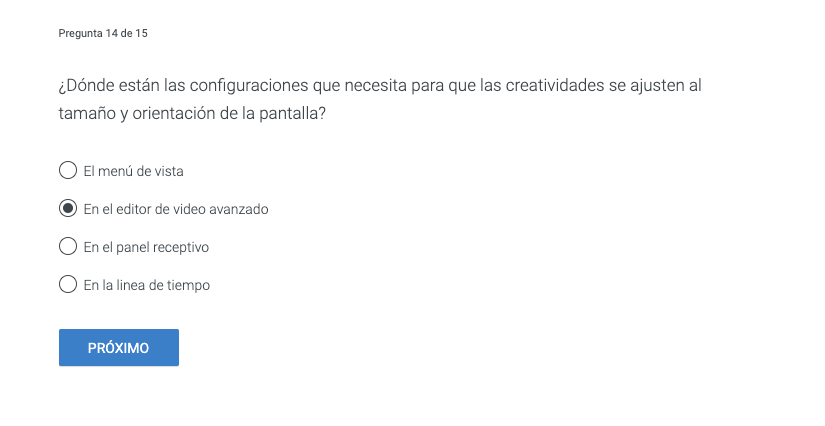 Pregunta 14 de 15
¿Dónde están las configuraciones que necesita para que las creatividades se ajusten al
tamaño y orientación de la pantalla?
El menú de vista
En el editor de video avanzado
En el panel receptivo
En la linea de tiempo
PRÓXIMO